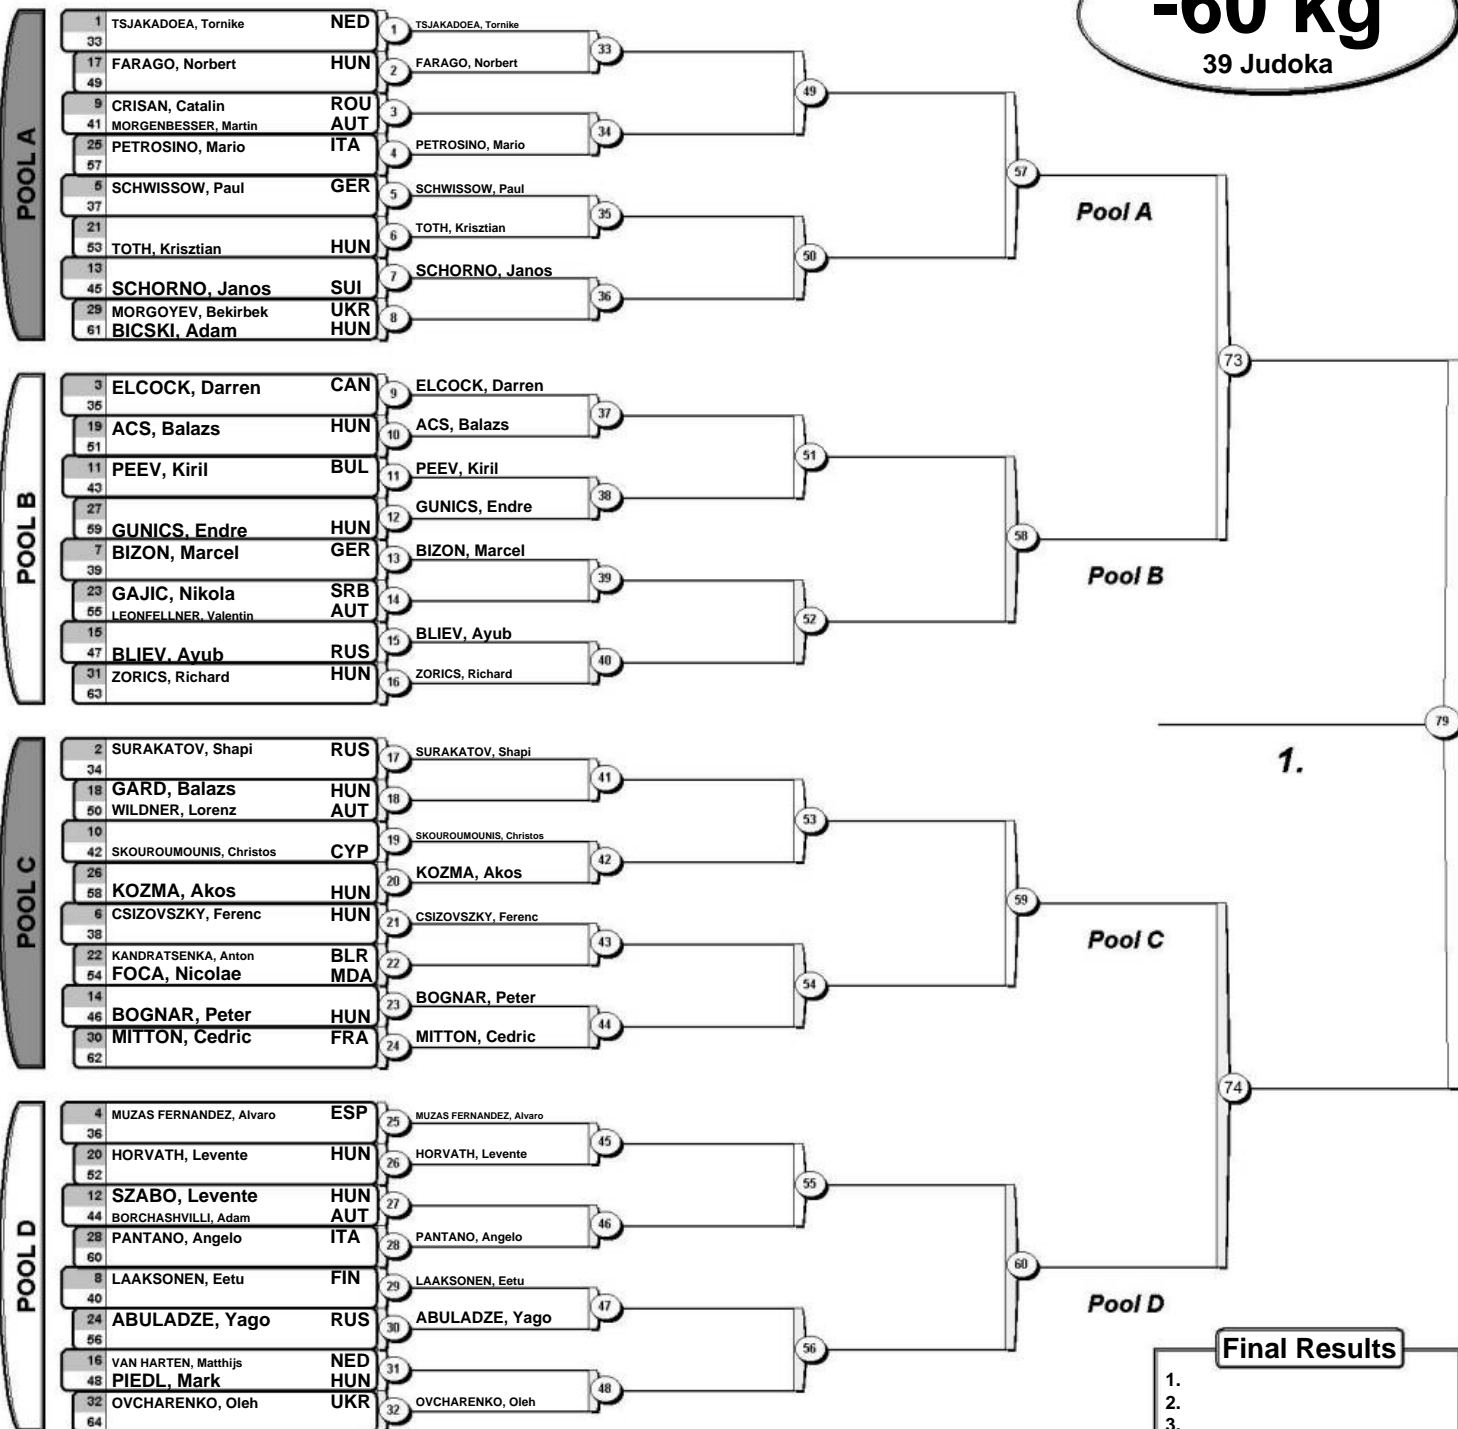 -60 kg
39 Judoka
POOL A
1 TSJAKADOEA, Tornike NED
33
17 FARAGO, Norbert HUN
49
9 CRISAN, Catalin ROU
41 MORGENBESSER, Martin AUT
25 PETROSINO, Mario ITA
57
5 SCHWISSOW, Paul GER
37
21
53 TOTH, Krisztian HUN
13
45 SCHORNO, Janos SUI
29 MORGOYEV, Bekirbek UKR
61 BICSKI, Adam HUN
1 TSJAKADOEA, Tornike
2 FARAGO, Norbert
3
4 PETROSINO, Mario
5 SCHWISSOW, Paul
6 TOTH, Krisztian
7 SCHORNO, Janos
8
33
34
35
36
49
50
57
Pool A
POOL B
3 ELCOCK, Darren CAN
35
19 ACS, Balazs HUN
51
11 PEEV, Kiril BUL
43
27
59 GUNICS, Endre HUN
7 BIZON, Marcel GER
39
23 GAJIC, Nikola SRB
55 LEONFELLNER, Valentin AUT
15
47 BLIEV, Ayub RUS
31 ZORICS, Richard HUN
63
9 ELCOCK, Darren
10 ACS, Balazs
11 PEEV, Kiril
12 GUNICS, Endre
13 BIZON, Marcel
14
15 BLIEV, Ayub
16 ZORICS, Richard
37
38
39
40
51
52
58
Pool B
73
POOL C
2 SURAKATOV, Shapi RUS
34
18 GARD, Balazs HUN
50 WILDNER, Lorenz AUT
10
42 SKOUROUMOUNIS, Christos CYP
26
58 KOZMA, Akos HUN
6 CSIZOVSZKY, Ferenc HUN
38
22 KANDRATSENKA, Anton BLR
54 FOCA, Nicolae MDA
14
46 BOGNAR, Peter HUN
30 MITTON, Cedric FRA
62
17 SURAKATOV, Shapi
18
19 SKOUROUMOUNIS, Christos
20 KOZMA, Akos
21 CSIZOVSZKY, Ferenc
22
23 BOGNAR, Peter
24 MITTON, Cedric
41
42
43
44
53
54
59
Pool C
79
1.
POOL D
4 MUZAS FERNANDEZ, Alvaro ESP
36
20 HORVATH, Levente HUN
52
12 SZABO, Levente HUN
44 BORCHASHVILLI, Adam AUT
28 PANTANO, Angelo ITA
60
8 LAAKSONEN, Eetu FIN
40
24 ABULADZE, Yago RUS
56
16 VAN HARTEN, Matthijs NED
48 PIEDL, Mark HUN
32 OVCHARENKO, Oleh UKR
64
25 MUZAS FERNANDEZ, Alvaro
26 HORVATH, Levente
27
28 PANTANO, Angelo
29 LAAKSONEN, Eetu
30 ABULADZE, Yago
31
32 OVCHARENKO, Oleh
45
46
47
48
55
56
60
Pool D
74
Final Results
1.
2.
3.